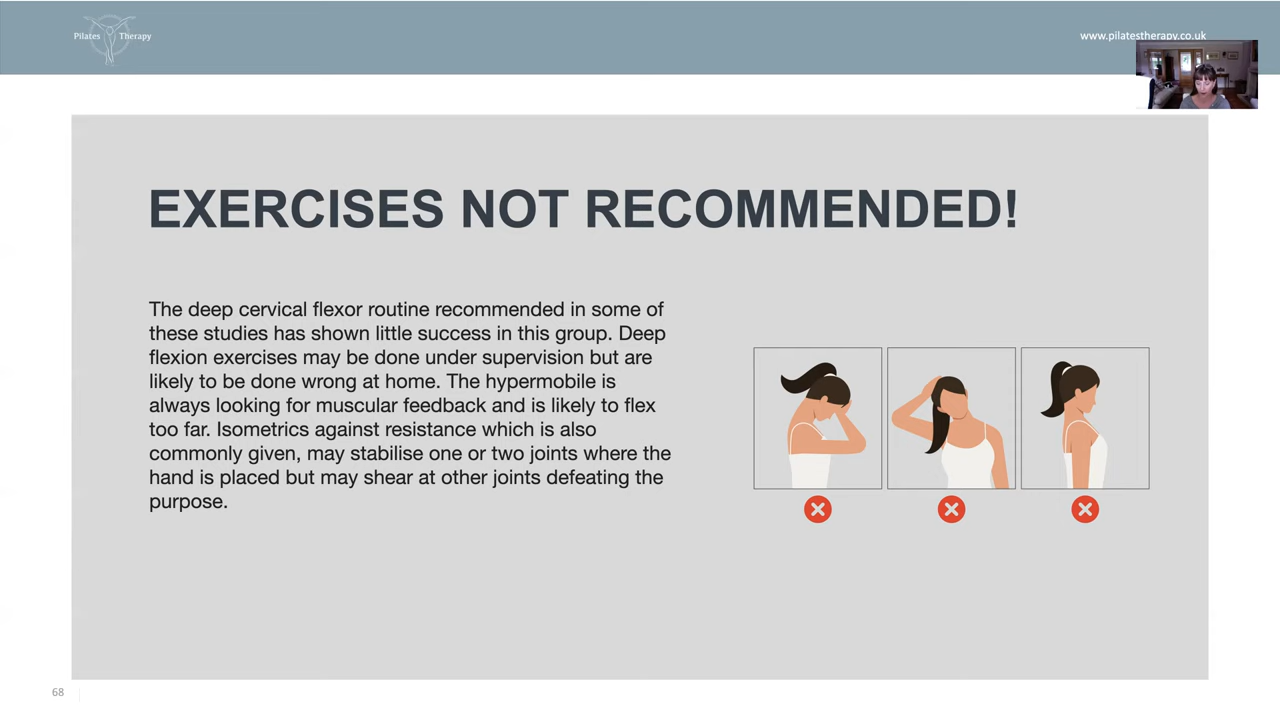 Pilates Therapy
www.pilatestherapy.co.uk
EXERCISES NOT RECOMMENDED!
The deep cervical flexor routine recommended in some of
these studies has shown little success in this group. Deep
flexion exercises may be done under supervision but are
likely to be done wrong at home. The hypermobile is
always looking for muscular feedback and is likely to flex
too far. Isometrics against resistance which is also
commonly given, may stabilise one or two joints where the
hand is placed but may shear at other joints defeating the
purpose.
68